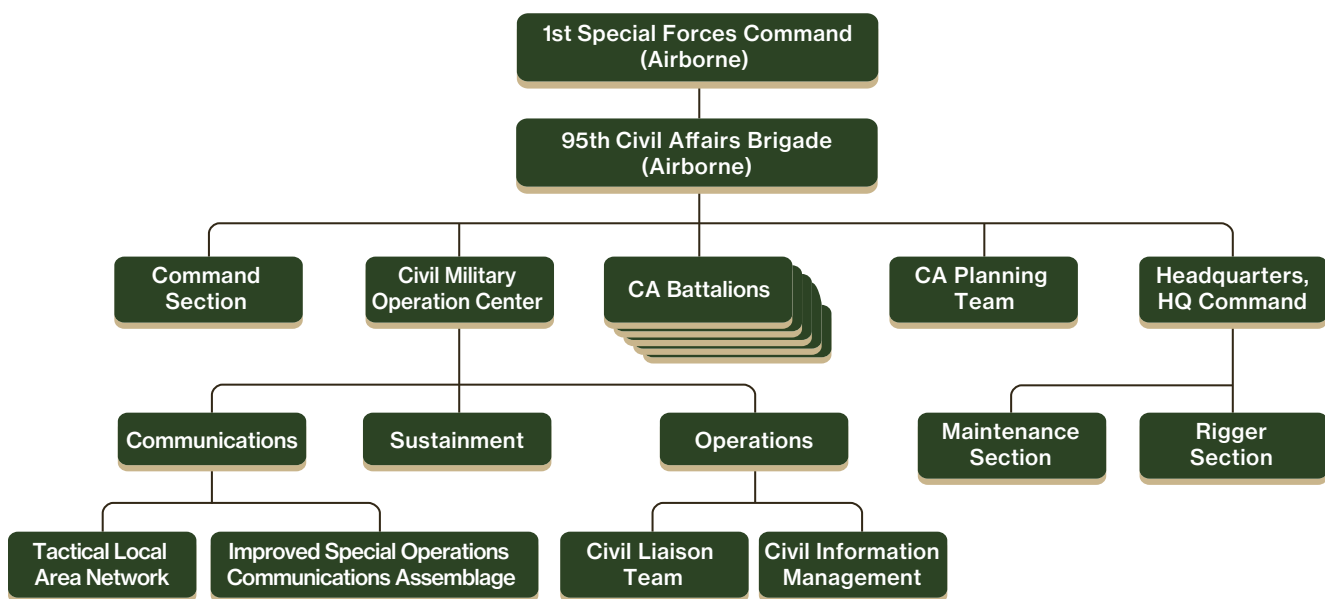 1st Special Forces Command
(Airborne)
95th Civil Affairs Brigade
(Airborne)
Command
Section
Civil Military
Operation Center
CA Battalions
CA Planning
Team
Headquarters,
HQ Command
Communications
Sustainment
Operations
Maintenance
Section
Rigger
Section
Tactical Local
Area Network
Improved Special Operations
Communications Assemblage
Civil Liaison
Team
Civil Information
Management